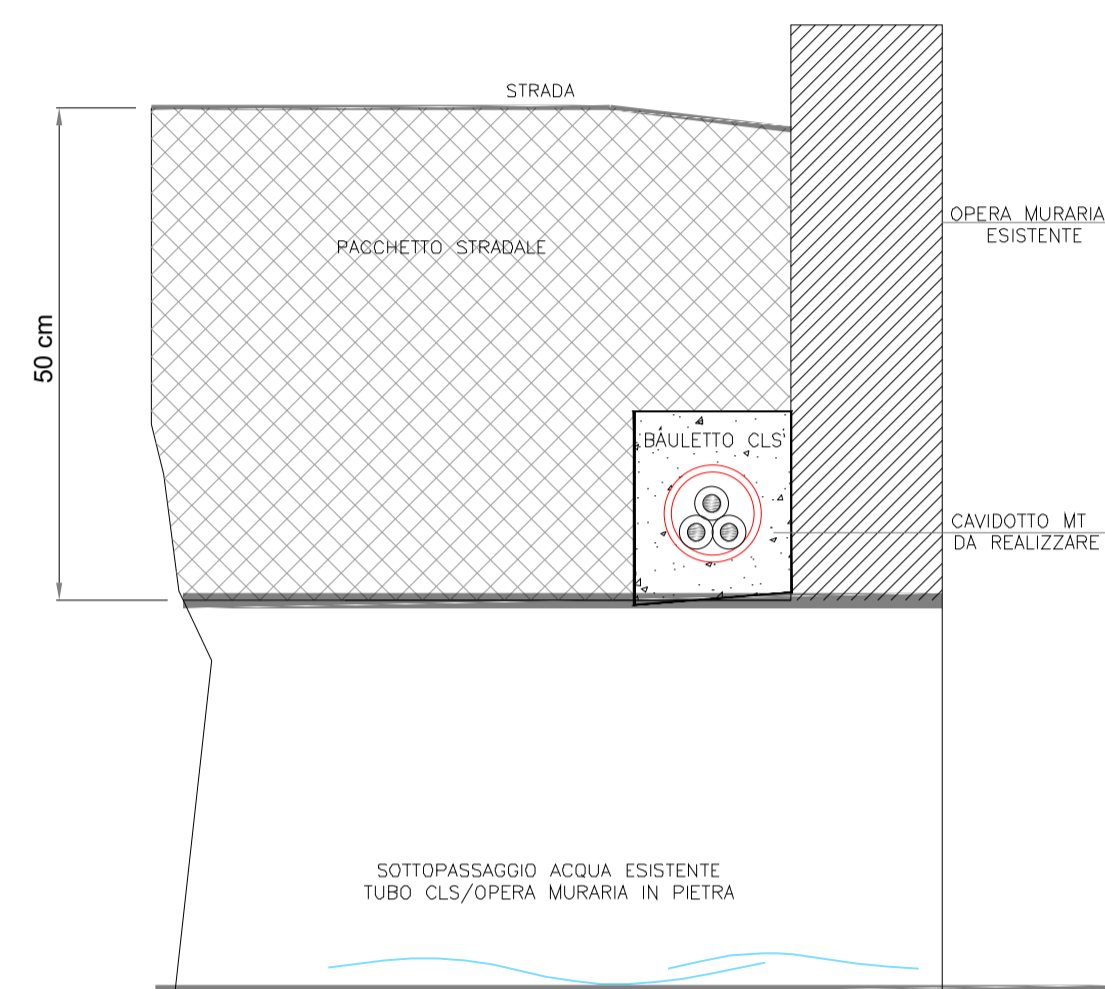 STRADA
OPERA MURARIA
ESISTENTE
PACCHETTO STRADALE
50 cm
BAULETTO CLS
CAVIDOTTO MT
DA REALIZZARE
SOTTOPASSAGGIO ACQUA ESISTENTE
TUBO CLS/OPERA MURARIA IN PIETRA